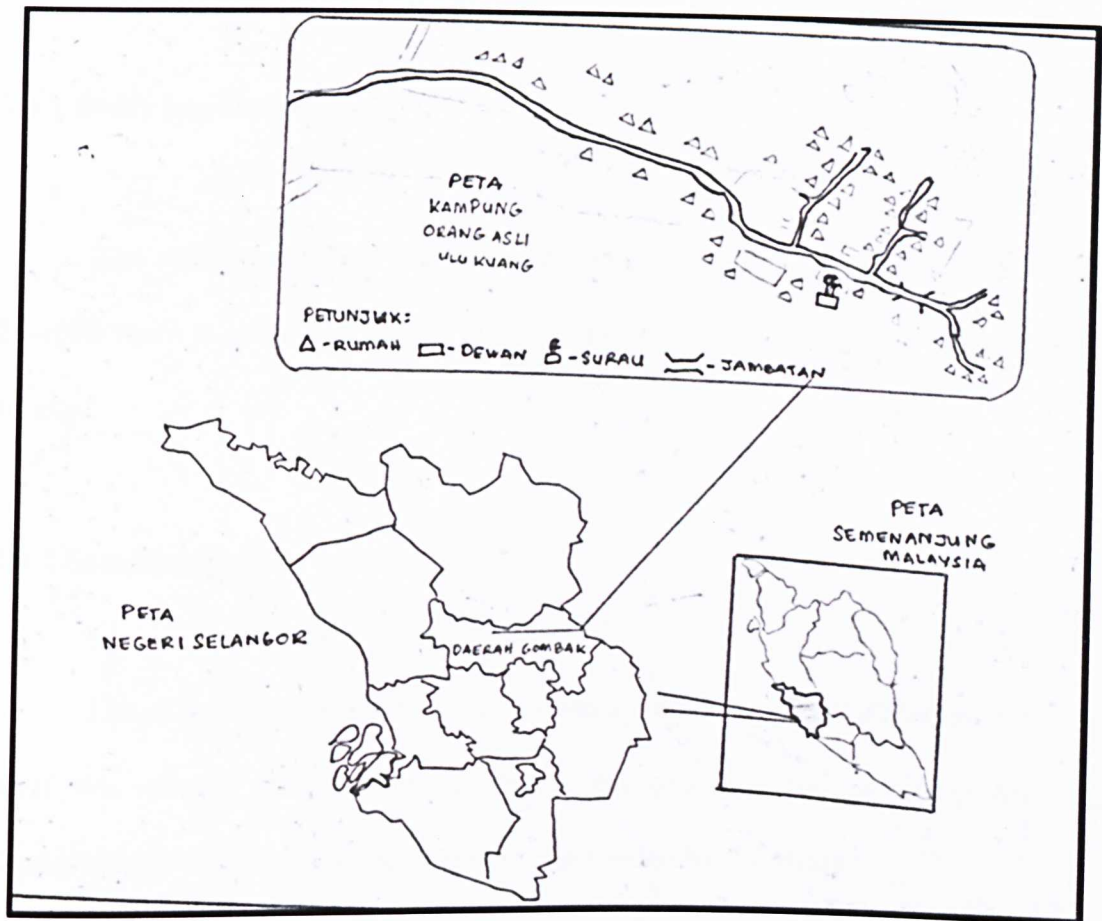 PETA
KAMPUNG
ORANG ASLI
ULU KUANG
PETUNJUK:
△ - RUMAH ▭ - DEWAN - SURAU - JAMBATAN
PETA
NEGERI SELANGOR
DAERAH GOMBAK
PETA
SEMENANJUNG
MALAYSIA